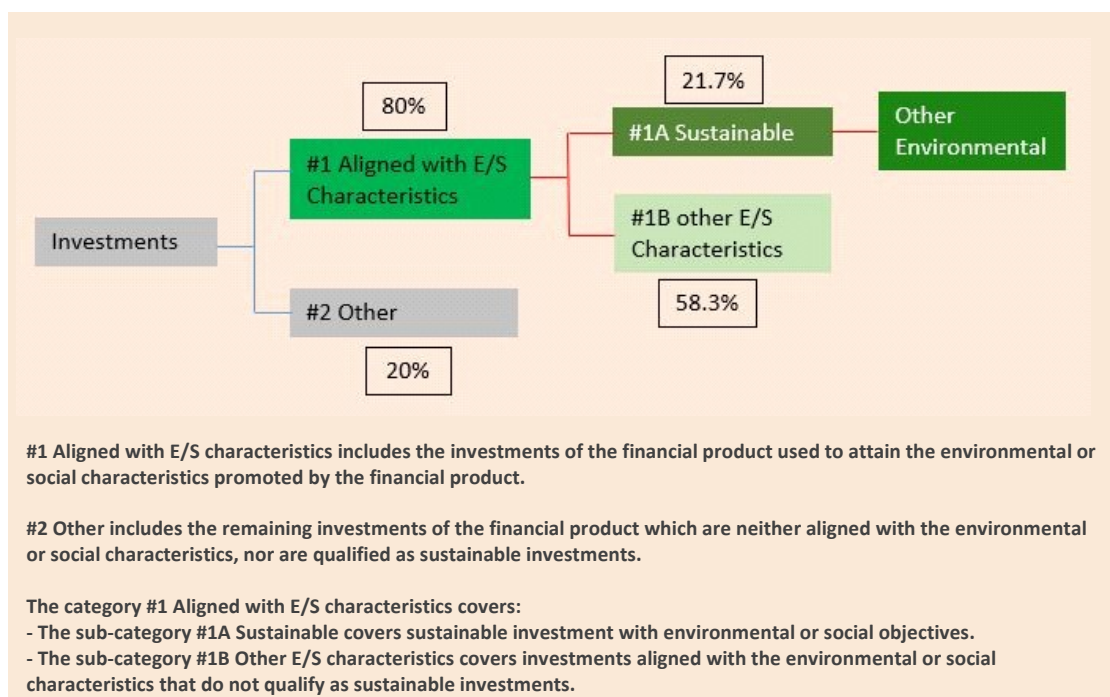 21.7%
80%
Other
Environmental
#1A Sustainable
#1 Aligned with E/S
Characteristics
#1B other E/S
Characteristics
Investments
58.3%
#2 Other
20%
#1 Aligned with E/S characteristics includes the investments of the financial product used to attain the environmental or
social characteristics promoted by the financial product.
#2 Other includes the remaining investments of the financial product which are neither aligned with the environmental
or social characteristics, nor are qualified as sustainable investments.
The category #1 Aligned with E/S characteristics covers:
- The sub-category #1A Sustainable covers sustainable investment with environmental or social objectives.
- The sub-category #1B Other E/S characteristics covers investments aligned with the environmental or social
characteristics that do not qualify as sustainable investments.